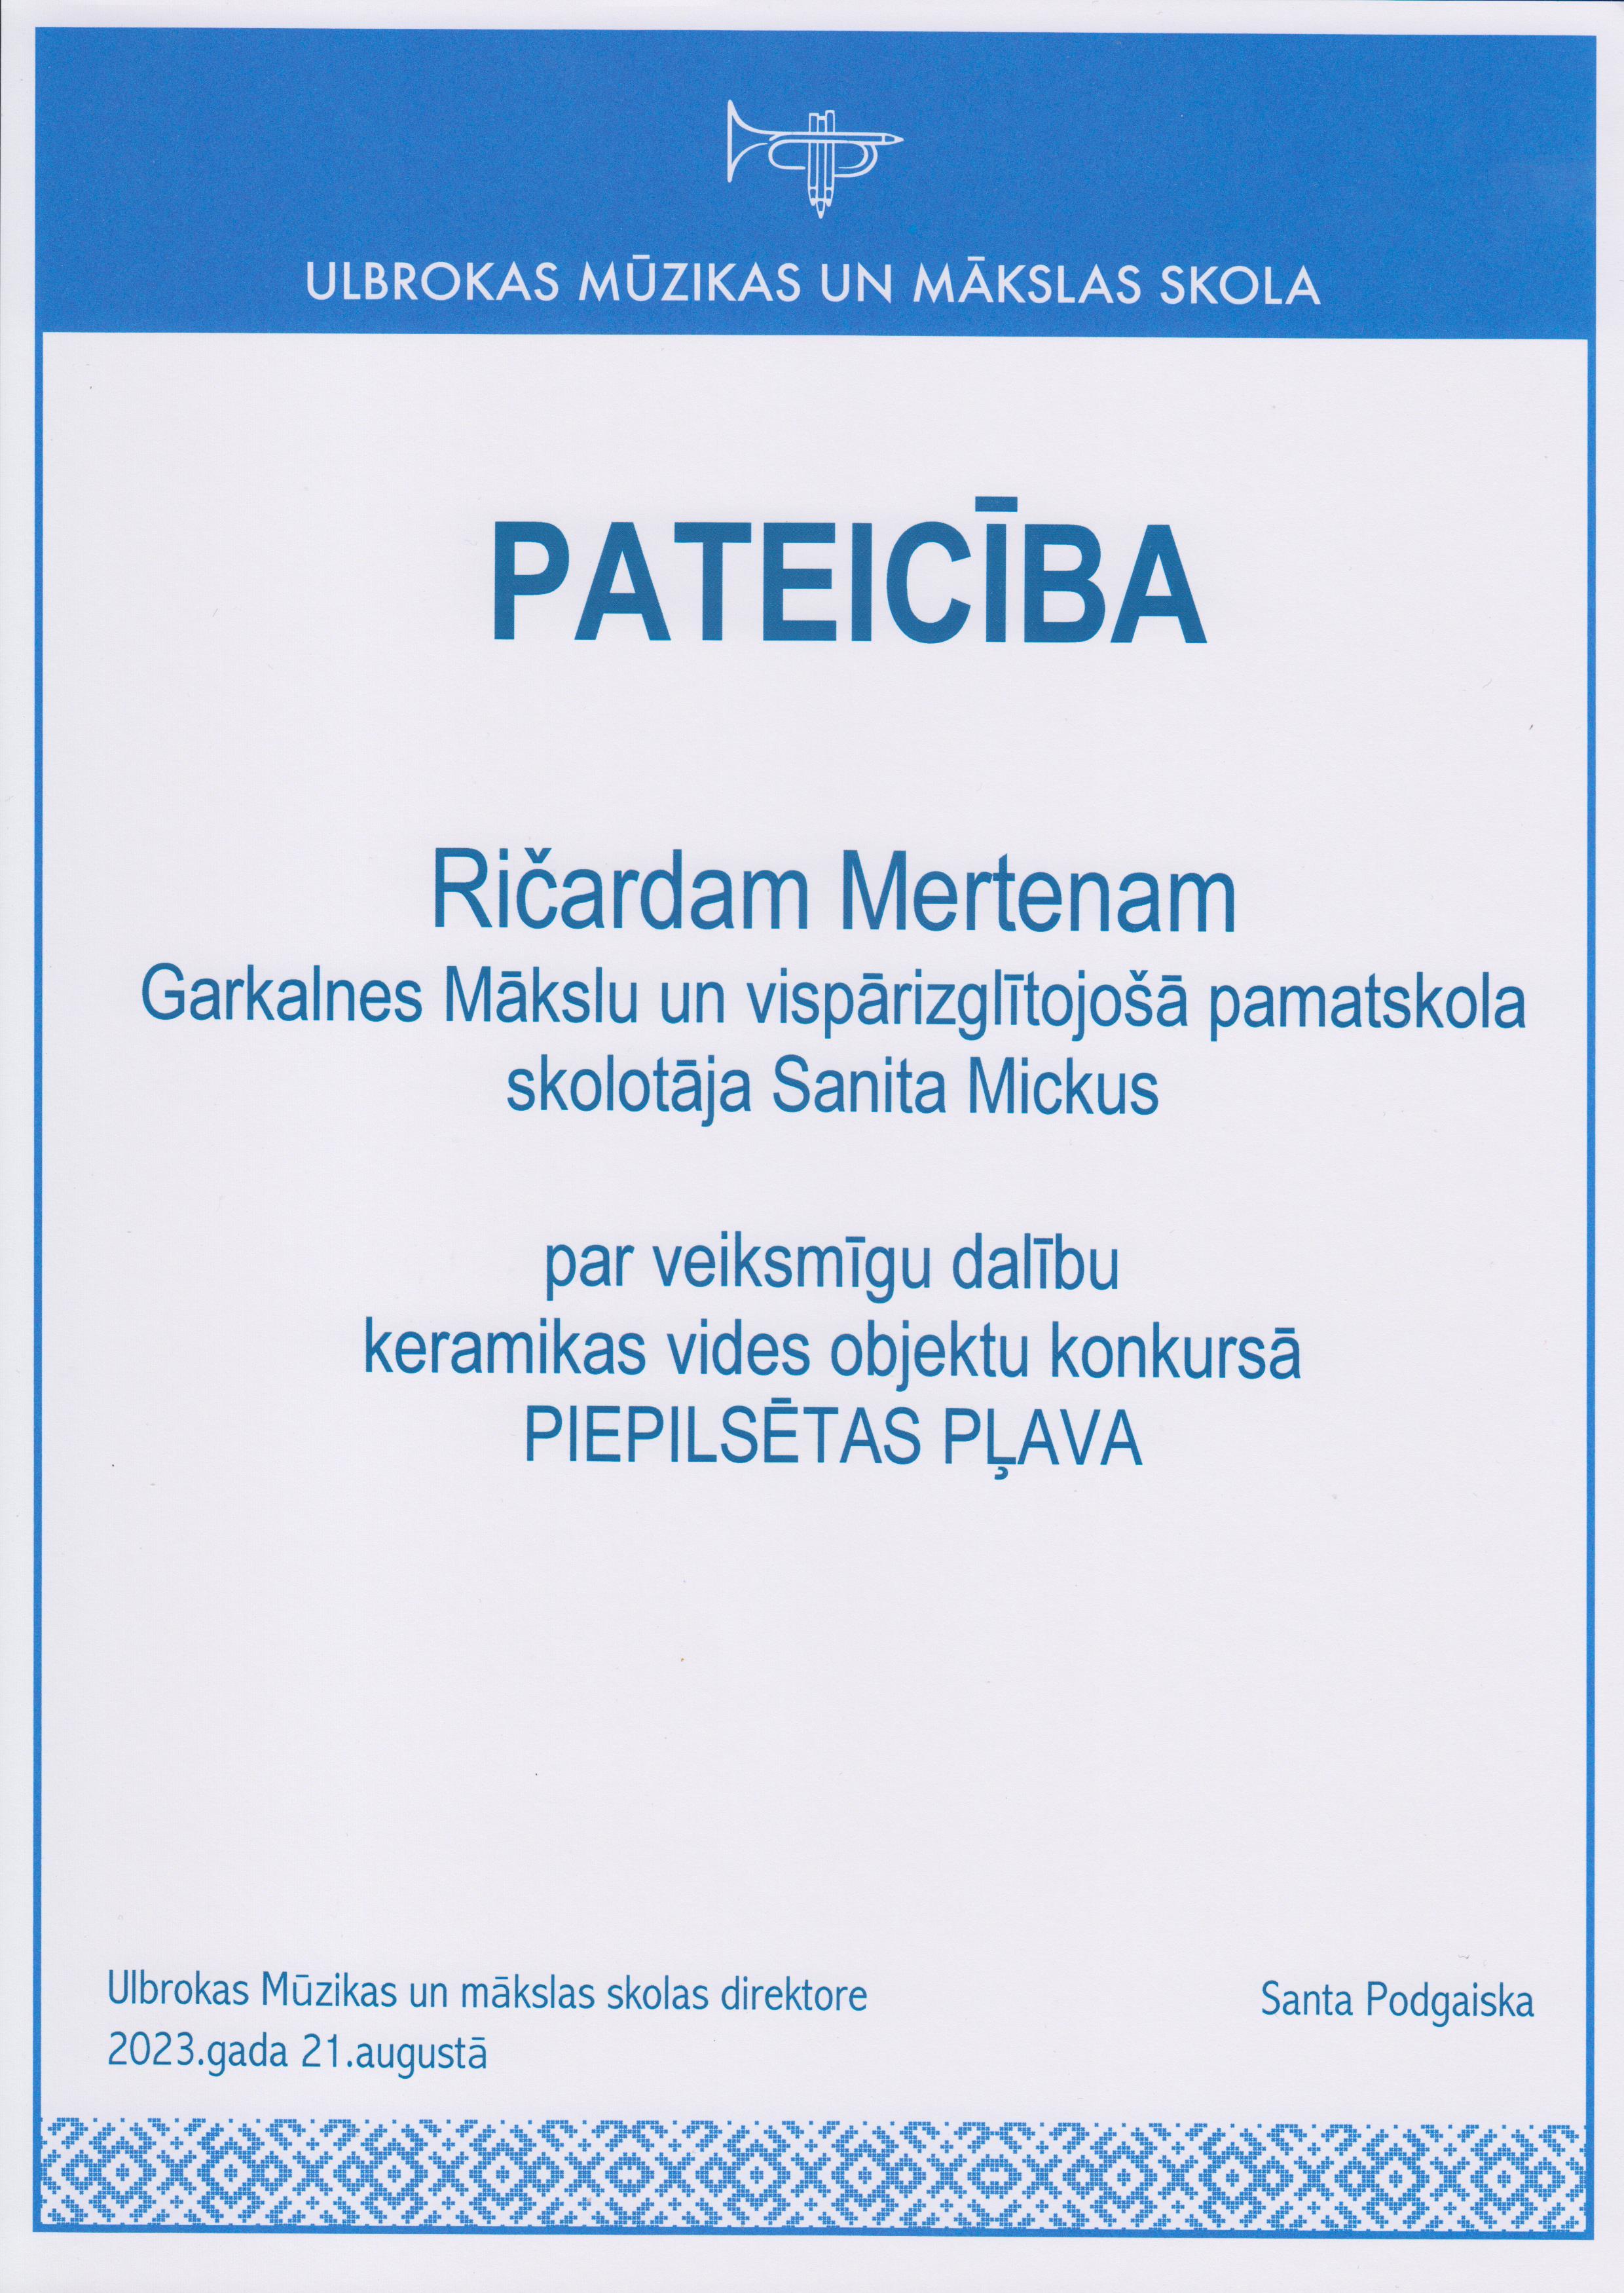 ULBROKAS MŪZIKAS UN MĀKSLAS SKOLA
PATEICĪBA
Ričardam Mertenam
Garkalnes Mākslu un vispārizglītojošā pamatskola
skolotāja Sanita Mickus
par veiksmīgu dalību
keramikas vides objektu konkursā
PIEPILSĒTAS PĻAVA
Ulbrokas Mūzikas un mākslas skolas direktore
Santa Podgaiska
2023.gada 21.augustā